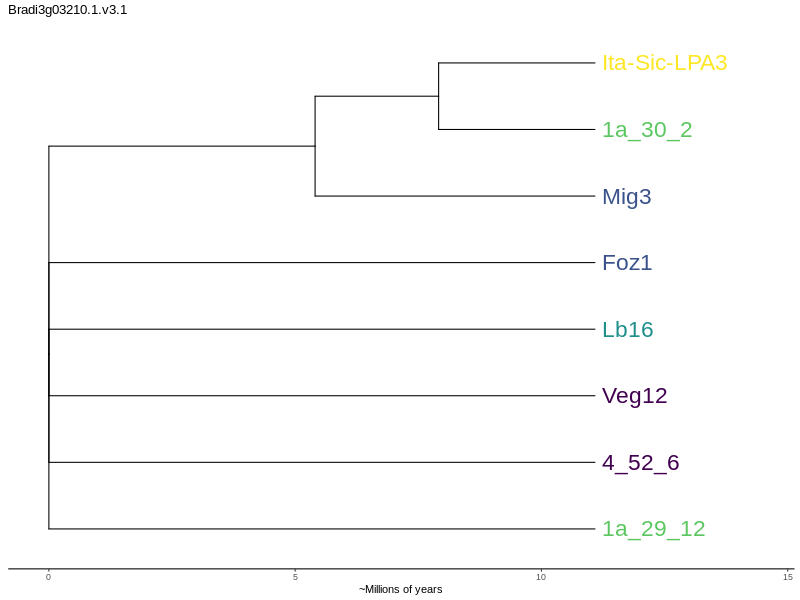 Bradi3g03210.1.v3.1
Ita-Sic-LPA3
1a_30_2
Mig3
Foz1
Lb16
Veg12
4_52_6
1a_29_12
0 5 10 15
~Millions of years